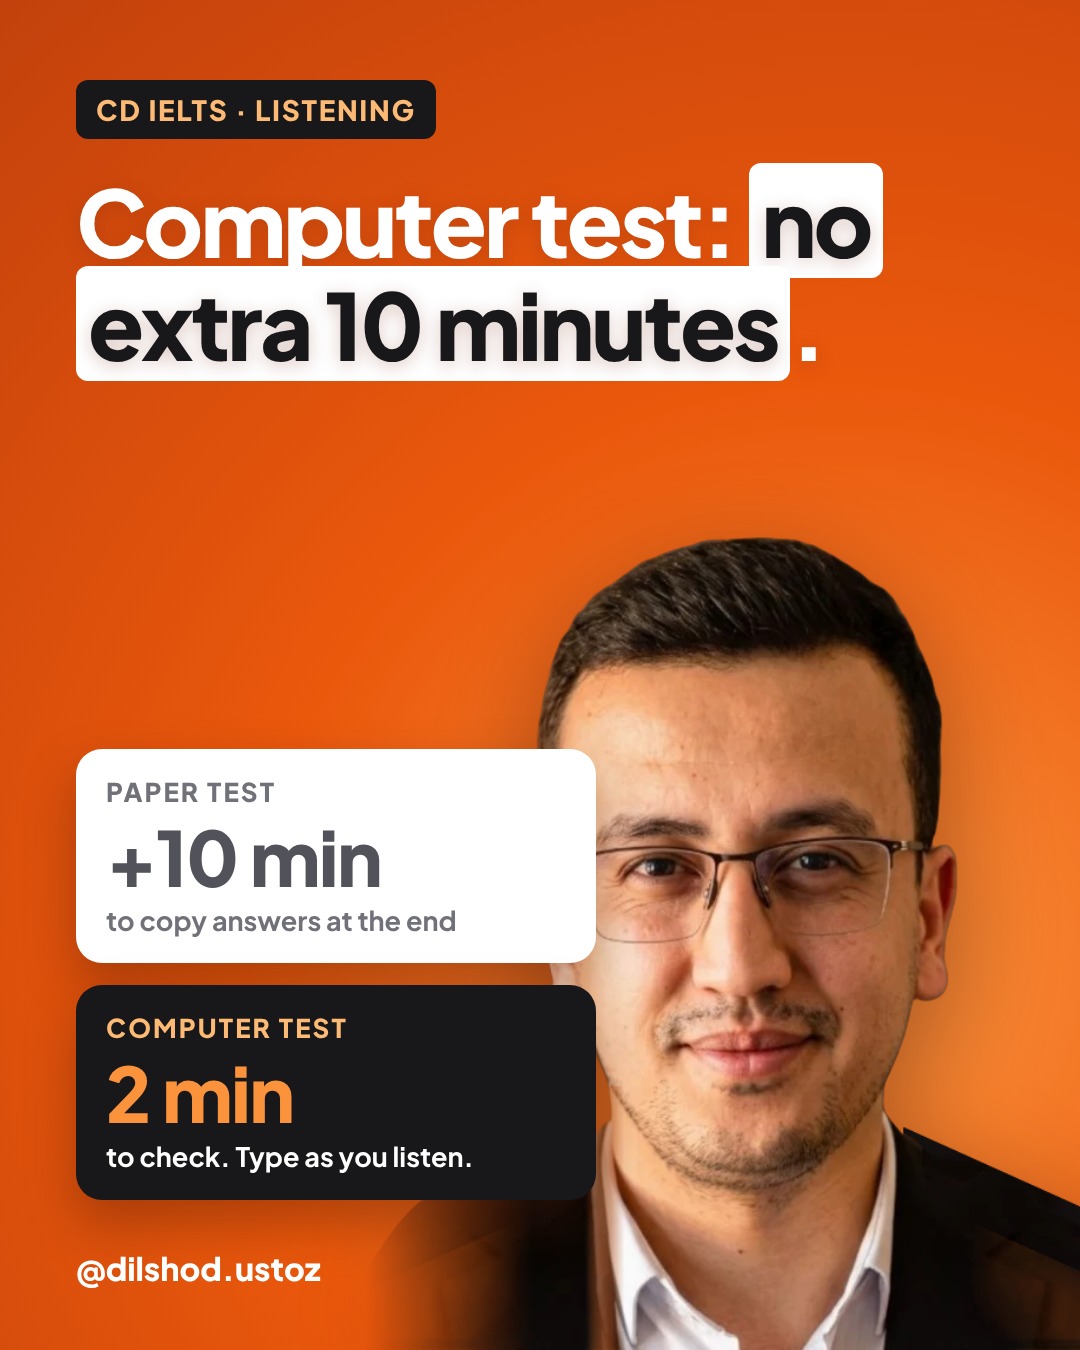 CD IELTS · LISTENING
Computer test: no
extra 10 minutes.
PAPER TEST
+10 min
to copy answers at the end
COMPUTER TEST
2 min
to check. Type as you listen.
@dilshod.ustoz